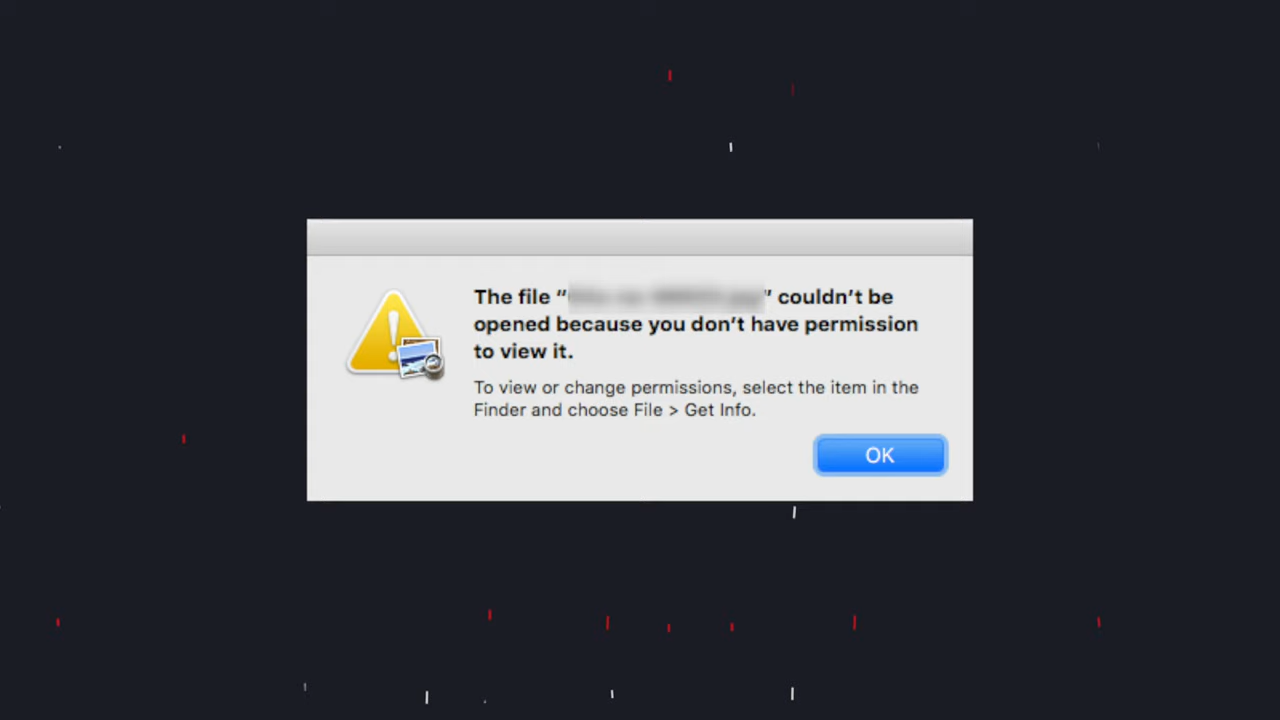 The file “ ” couldn’t be
opened because you don’t have permission
to view it.
To view or change permissions, select the item in the
Finder and choose File > Get Info.
OK